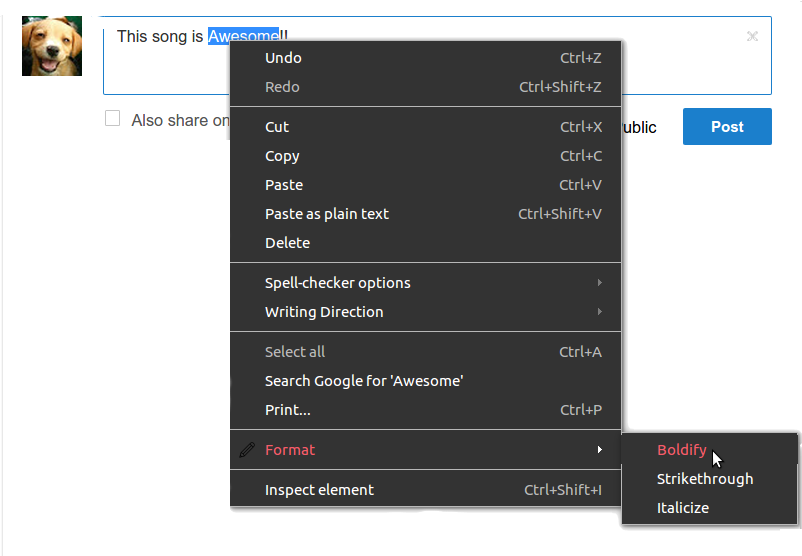 This song is Awesome!!
Also share on
ublic
Post
Undo Ctrl+Z
Redo Ctrl+Shift+Z
Cut Ctrl+X
Copy Ctrl+C
Paste Ctrl+V
Paste as plain text Ctrl+Shift+V
Delete
Spell-checker options
Writing Direction
Select all Ctrl+A
Search Google for 'Awesome'
Print... Ctrl+P
Format
Inspect element Ctrl+Shift+I
Boldify
Strikethrough
Italicize